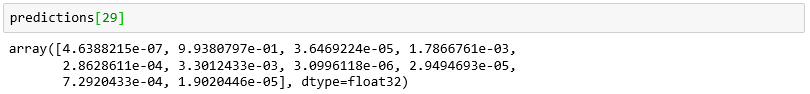 predictions[29]
array([4.6388215e-07, 9.9380797e-01, 3.6469224e-05, 1.7866761e-03,
2.8628611e-04, 3.3012433e-03, 3.0996118e-06, 2.9494693e-05,
7.2920433e-04, 1.9020446e-05], dtype=float32)